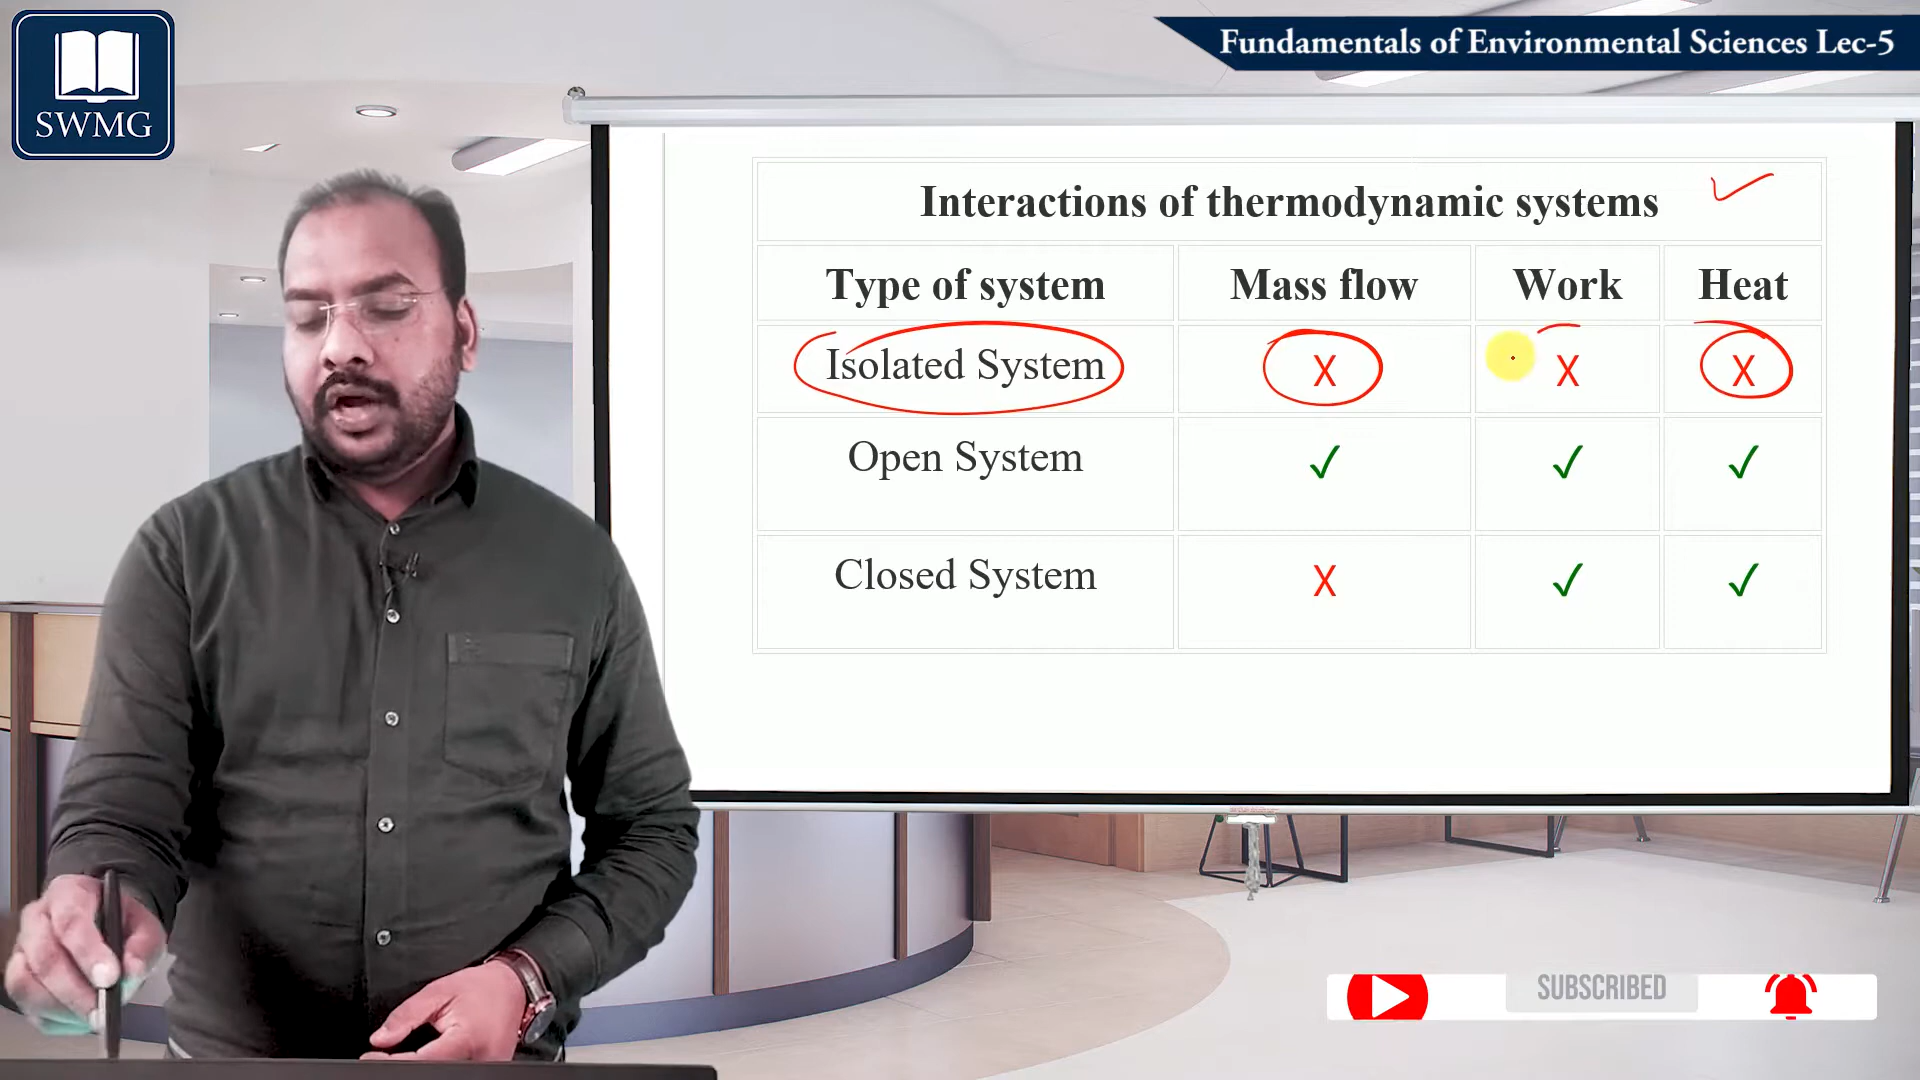 SWMG
Fundamentals of Environmental Sciences Lec-5
Interactions of thermodynamic systems ✓
Type of system Mass flow Work Heat
Isolated System X X X
Open System ✓ ✓ ✓
Closed System X ✓ ✓
SUBSCRIBED